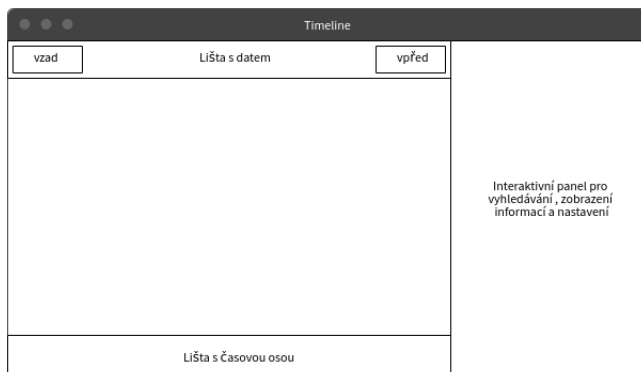 Timeline
vzad
Lišta s datem
vpřed
Interaktivní panel pro
vyhledávání , zobrazení
informací a nastavení
Lišta s časovou osou